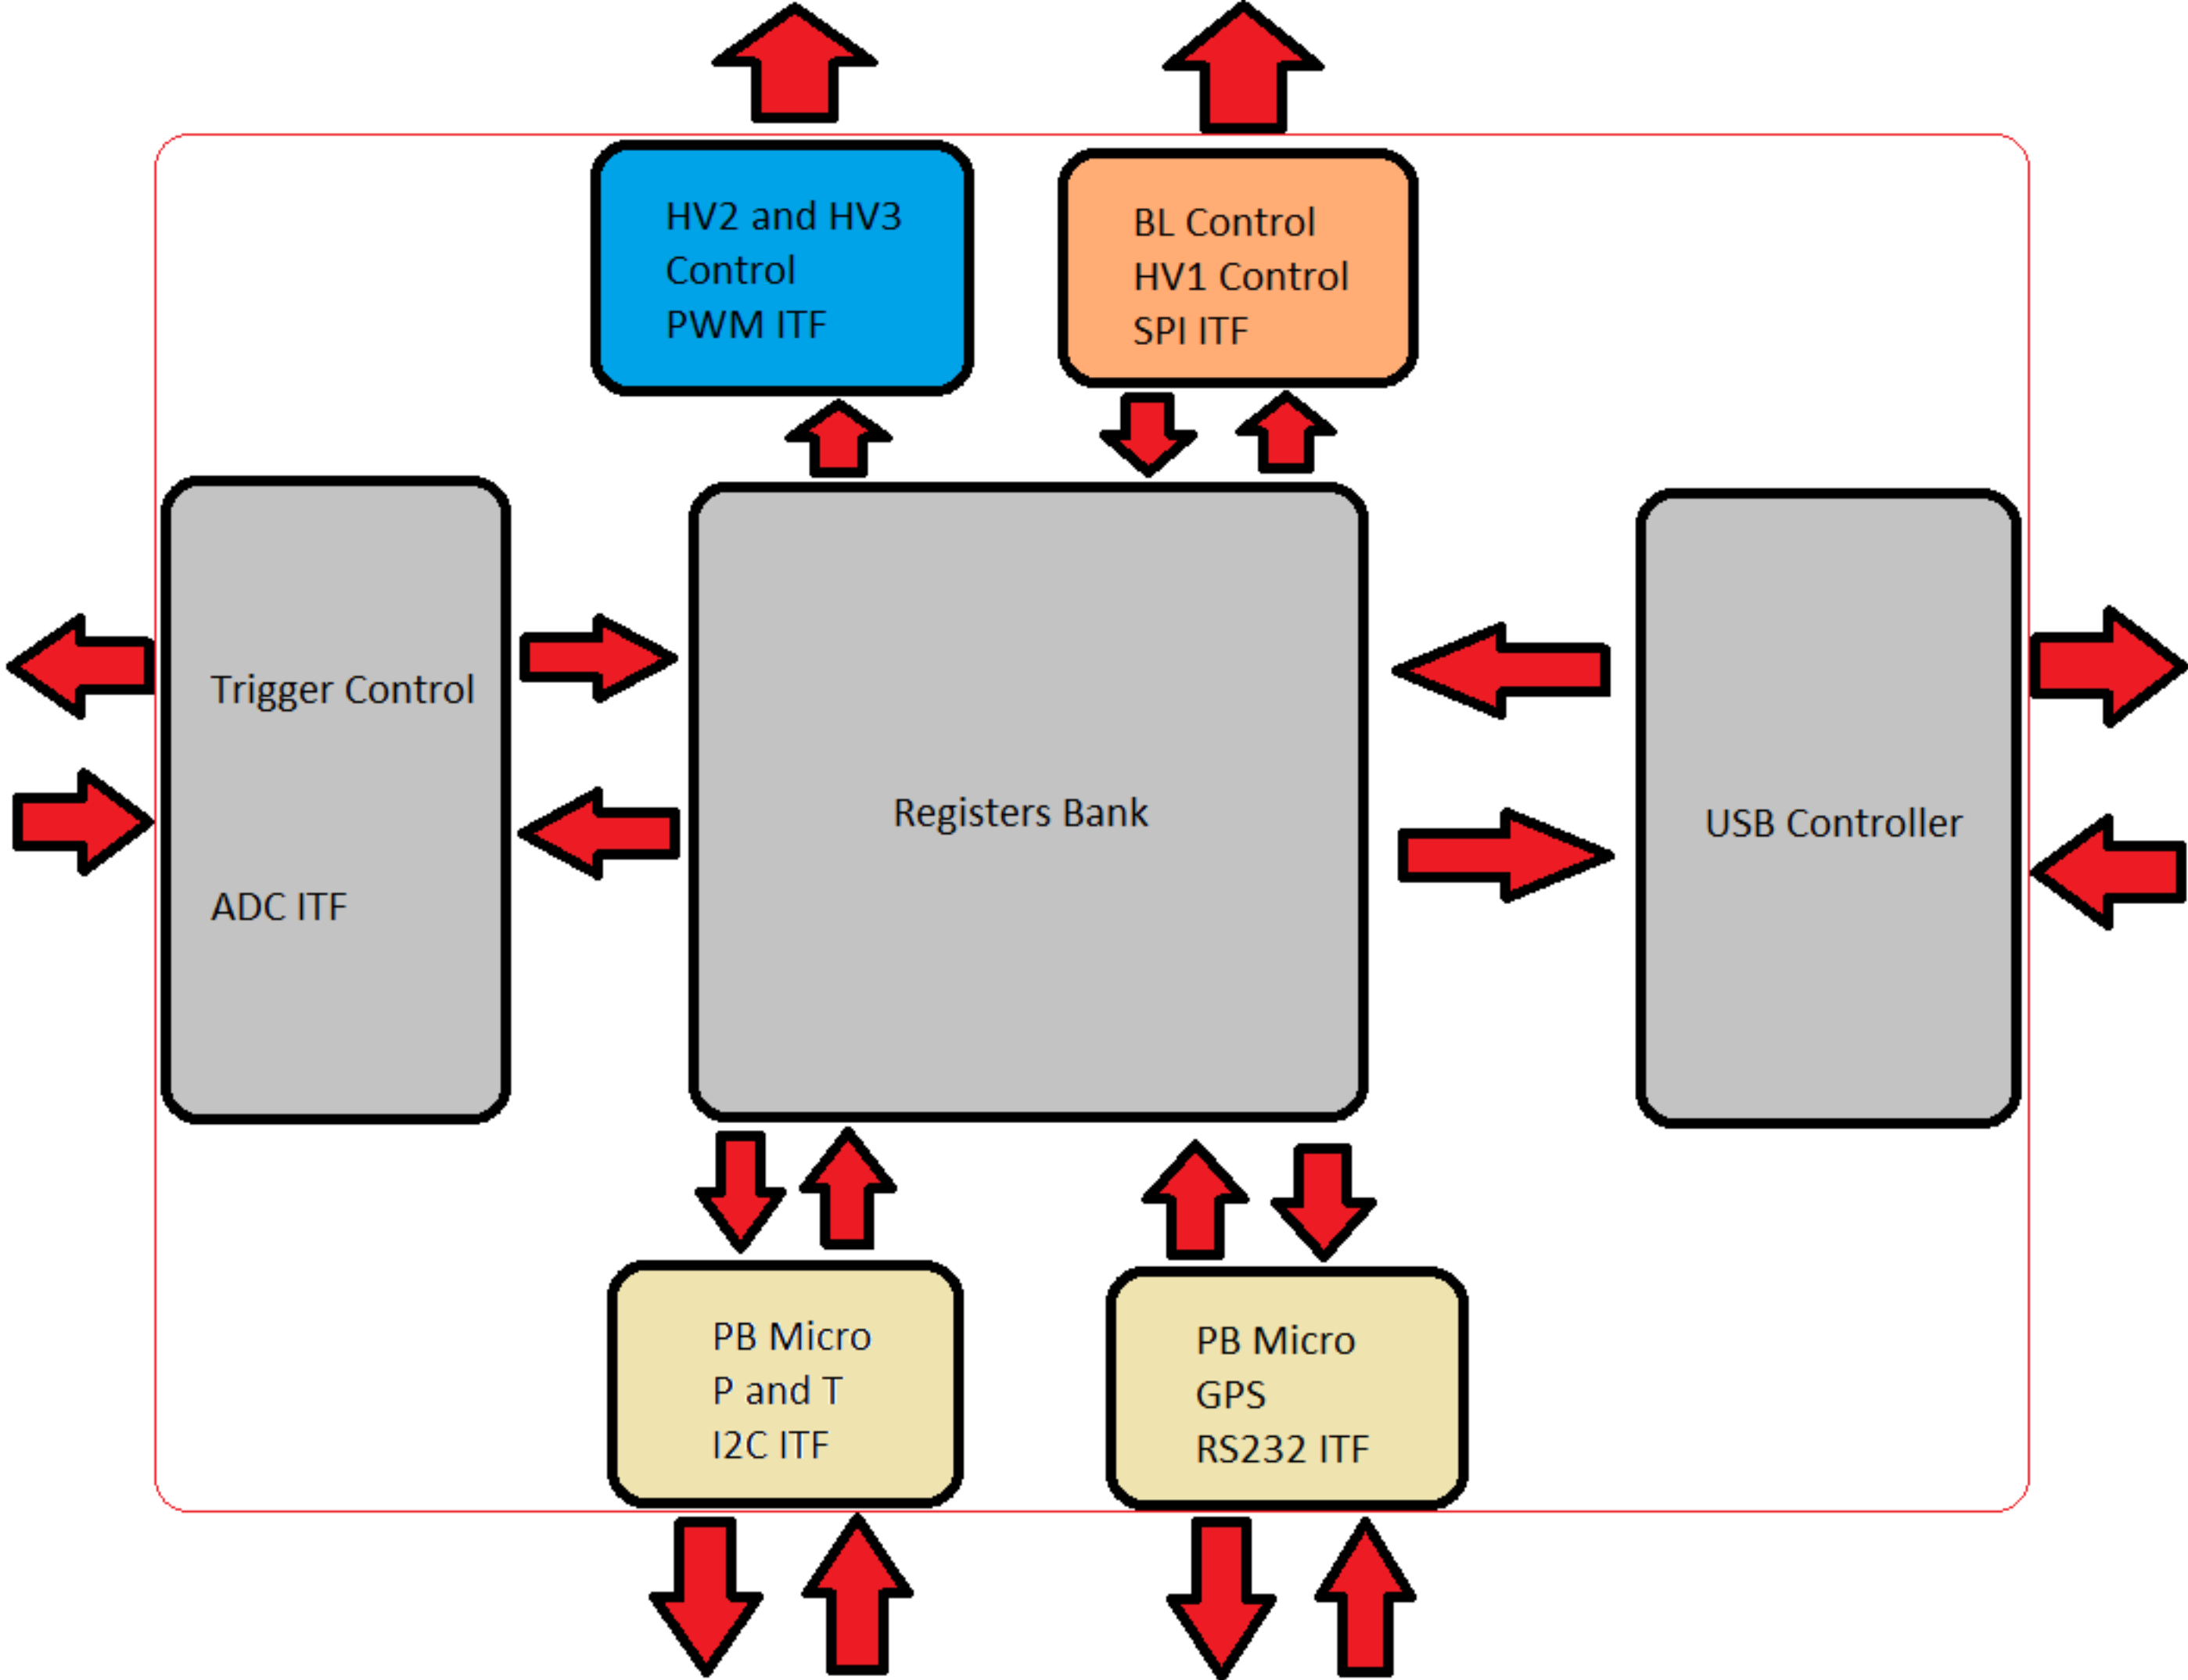 HV2 and HV3
Control
PWM ITF
BL Control
HV1 Control
SPI ITF
Trigger Control
ADC ITF
Registers Bank
USB Controller
PB Micro
P and T
I2C ITF
PB Micro
GPS
RS232 ITF